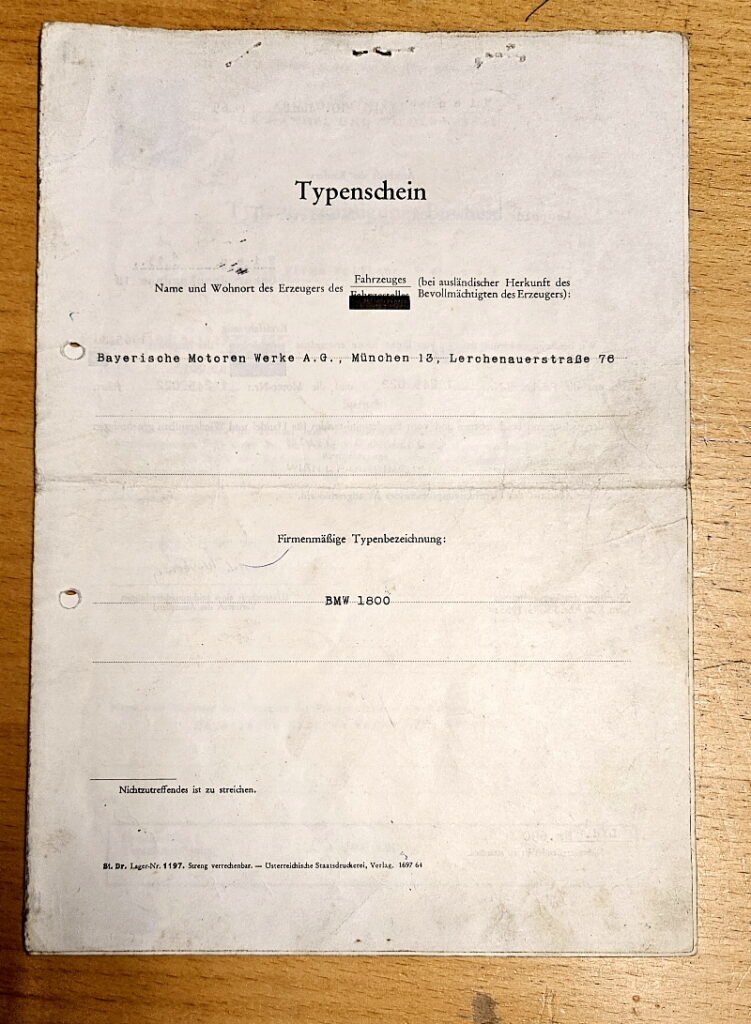 Typenschein
Name und Wohnort des Erzeugers des Fahrzeuges (bei ausländischer Herkunft des
Bevollmächtigten des Erzeugers):
Bayerische Motoren Werke A.G., München 13, Lerchenauerstraße 76
Firmenmäßige Typenbezeichnung:
BMW 1800
Nichtzutreffendes ist zu streichen.
St. Dr. Lager-Nr. 1197. Streng verrechenbar. — Österreichische Staatsdruckerei, Verlag. 1697 64